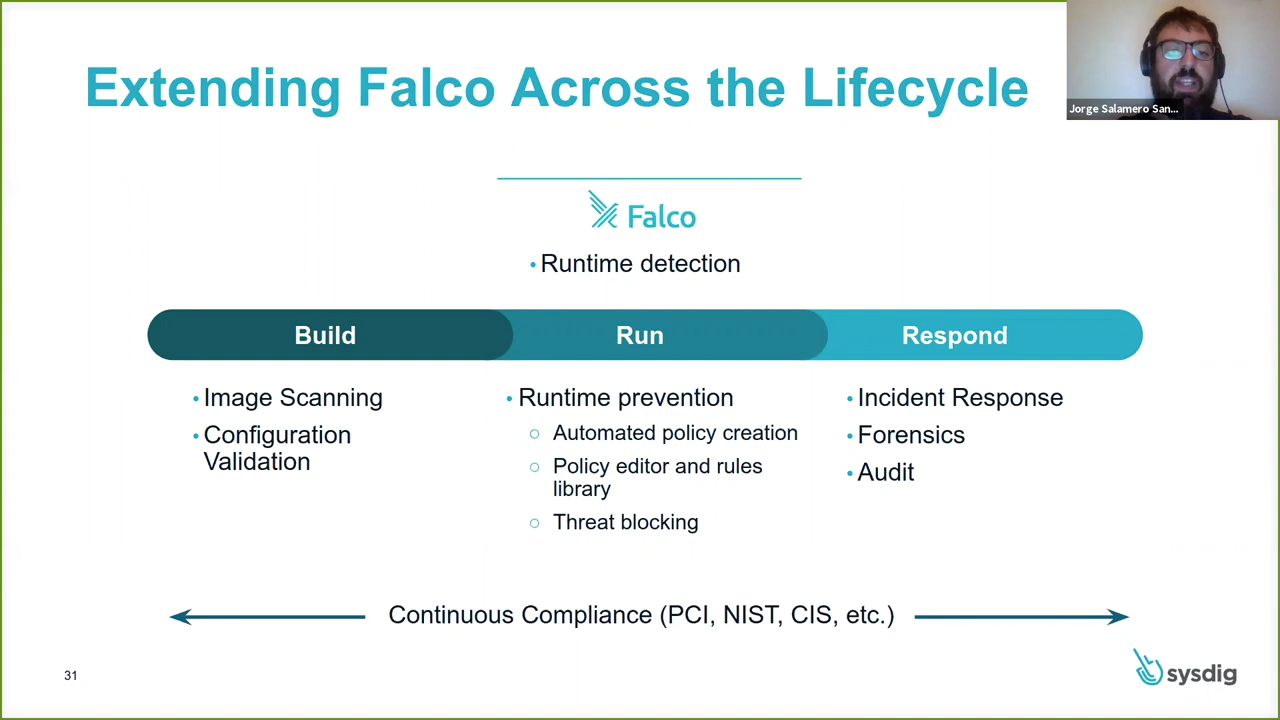 Extending Falco Across the Lifecycle
Jorge Salamero San...
Falco
• Runtime detection
Build
Run
Respond
• Image Scanning
• Configuration
Validation
• Runtime prevention
○ Automated policy creation
○ Policy editor and rules
library
○ Threat blocking
• Incident Response
• Forensics
• Audit
Continuous Compliance (PCI, NIST, CIS, etc.)
31
sysdig